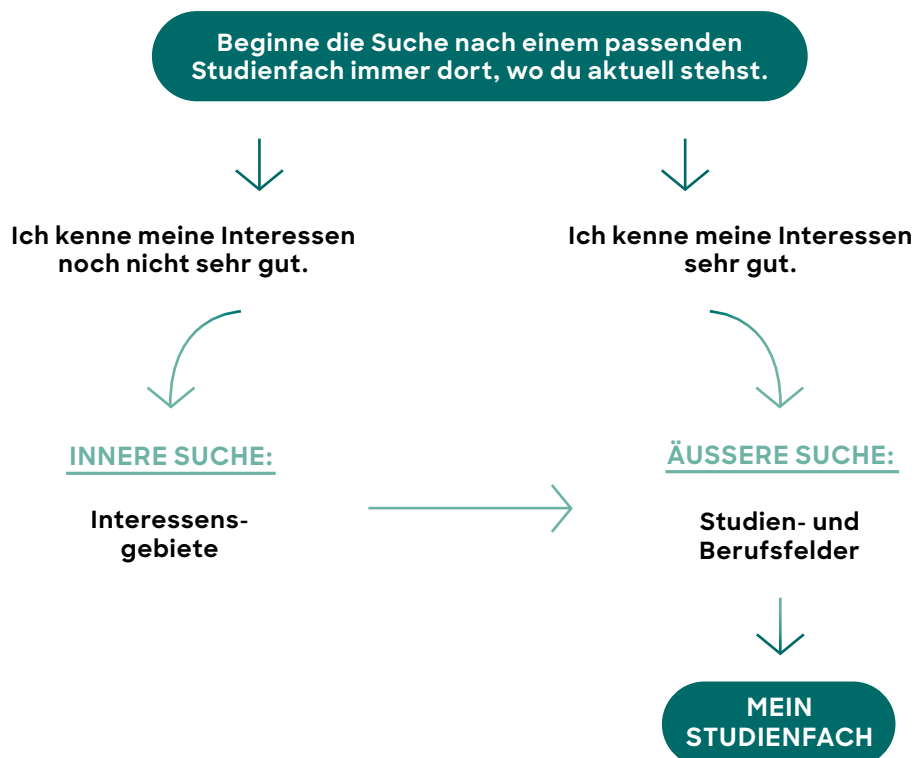 Beginne die Suche nach einem passenden
Studienfach immer dort, wo du aktuell stehst.
Ich kenne meine Interessen
noch nicht sehr gut.
Ich kenne meine Interessen
sehr gut.
INNERE SUCHE:
Interessens-
gebiete
ÄUSSERE SUCHE:
Studien- und
Berufsfelder
MEIN
STUDIENFACH